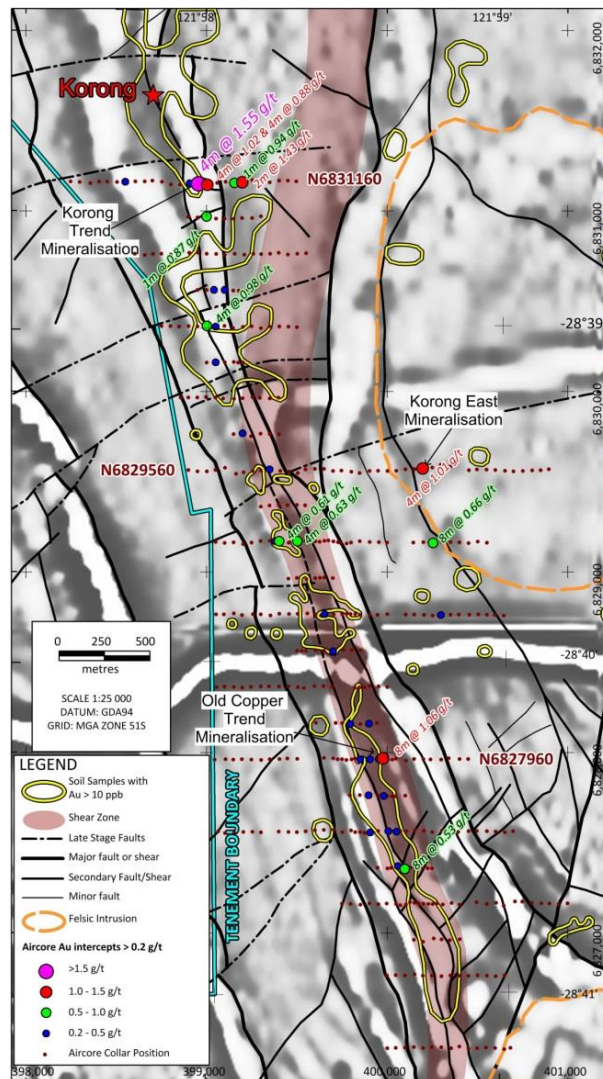 121°58'
121°59'
6,832,000
Korong
4m @ 1.55 g/t
4m @ 1.02 & 4m @ 0.88 g/t
1m @ 0.94 g/t
2m @ 1.43 g/t
N6831160
Korong
Trend
Mineralisation
6,831,000
1m @ 0.87 g/t
4m @ 0.98 g/t
-28°39'
6,830,000
Korong East
Mineralisation
N6829560
4m @ 1.01 g/t
4m @ 0.61 g/t
4m @ 0.63 g/t
8m @ 0.66 g/t
6,829,000
0 250 500
metres
SCALE 1:25 000
DATUM: GDA94
GRID: MGA ZONE 51S
-28°40'
Old Copper
Trend
Mineralisation
8m @ 1.06 g/t
N6827960
6,828,000
8m @ 0.53 g/t
TENEMENT BOUNDARY
6,827,000
-28°41'
LEGEND
Soil Samples with
Au > 10 ppb
Shear Zone
Late Stage Faults
Major fault or shear
Secondary Fault/Shear
Minor fault
Felsic Intrusion
Aircore Au intercepts > 0.2 g/t
>1.5 g/t
1.0 - 1.5 g/t
0.5 - 1.0 g/t
0.2 - 0.5 g/t
Aircore Collar Position
398,000
399,000
400,000
401,000